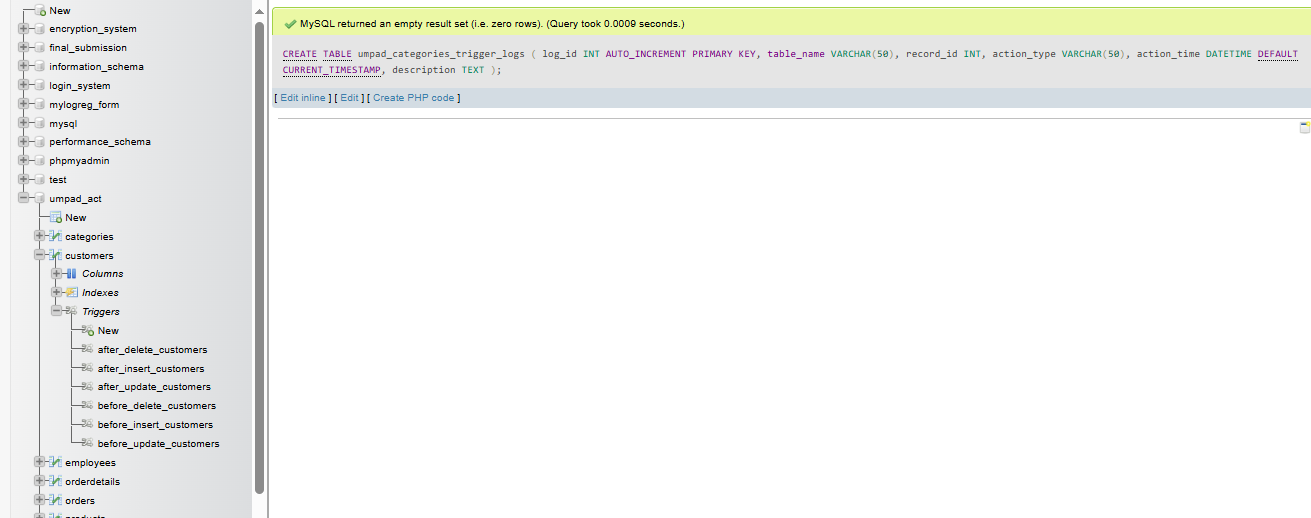 New
encryption_system
final_submission
information_schema
login_system
mylogreg_form
mysql
performance_schema
phpmyadmin
test
umpad_act
New
categories
customers
Columns
Indexes
Triggers
New
after_delete_customers
after_insert_customers
after_update_customers
before_delete_customers
before_insert_customers
before_update_customers
employees
orderdetails
orders
MySQL returned an empty result set (i.e. zero rows). (Query took 0.0009 seconds.)
CREATE TABLE umpad_categories_trigger_logs ( log_id INT AUTO_INCREMENT PRIMARY KEY, table_name VARCHAR(50), record_id INT, action_type VARCHAR(50), action_time DATETIME DEFAULT
CURRENT_TIMESTAMP, description TEXT );
[ Edit inline ] [ Edit ] [ Create PHP code ]